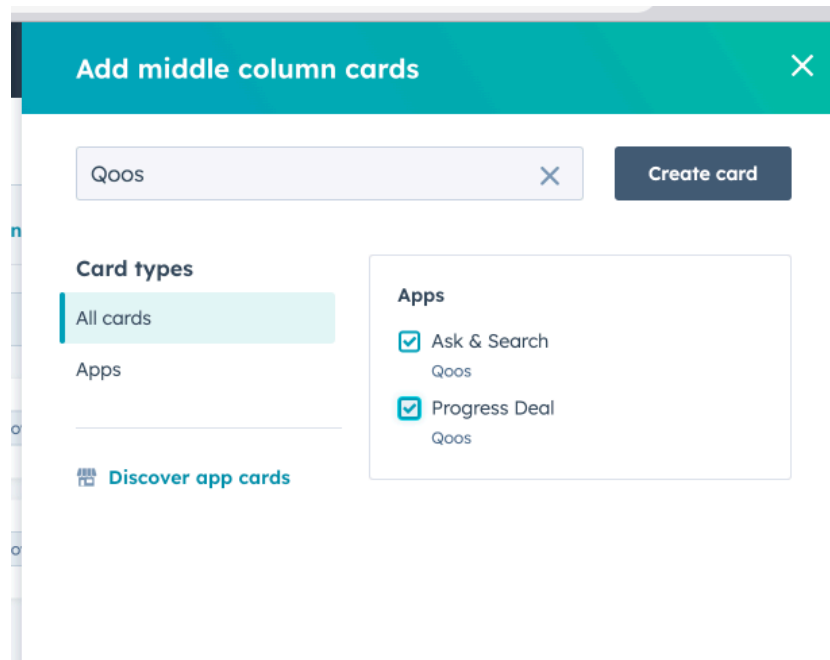 Add middle column cards
Qoos
Create card
Card types
All cards
Apps
Discover app cards
Apps
Ask & Search
Qoos
Progress Deal
Qoos